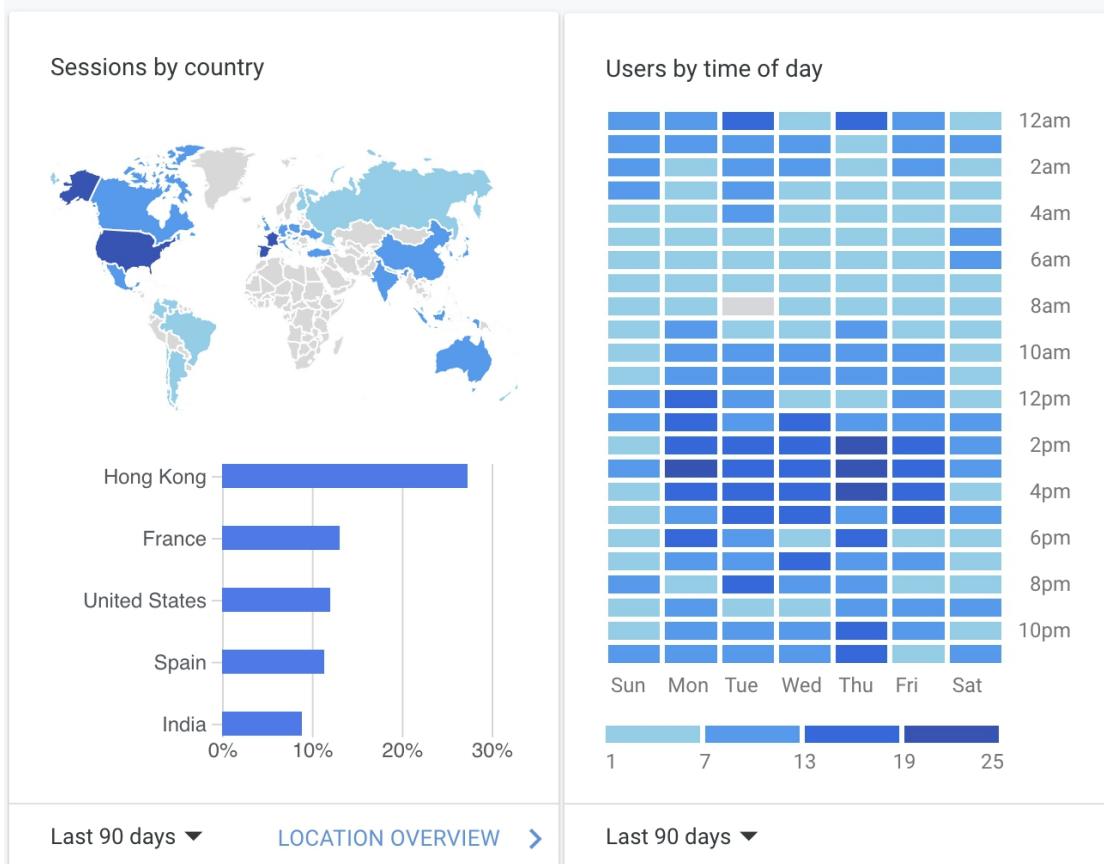 Sessions by country
Hong Kong
France
United States
Spain
India
0% 10% 20% 30%
Last 90 days
LOCATION OVERVIEW
Users by time of day
12am
2am
4am
6am
8am
10am
12pm
2pm
4pm
6pm
8pm
10pm
Sun Mon Tue Wed Thu Fri Sat
1 7 13 19 25
Last 90 days